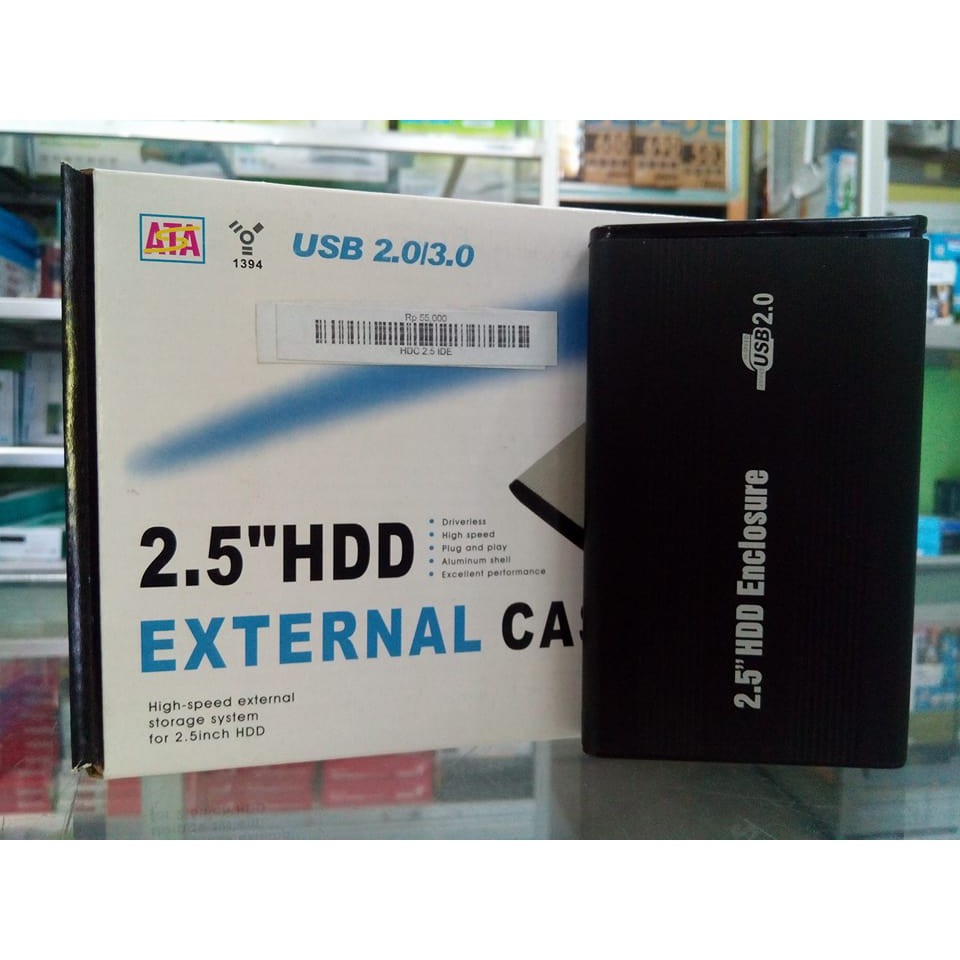 SATA
1394
USB 2.0/3.0
Rp 55,000
HDC 2.5 IDE
2.5"HDD
Driverless
High speed
Plug and play
Aluminum shell
Excellent performance
EXTERNAL CAS
High-speed external
storage system
for 2.5inch HDD
USB 2.0
2.5" HDD Enclosure